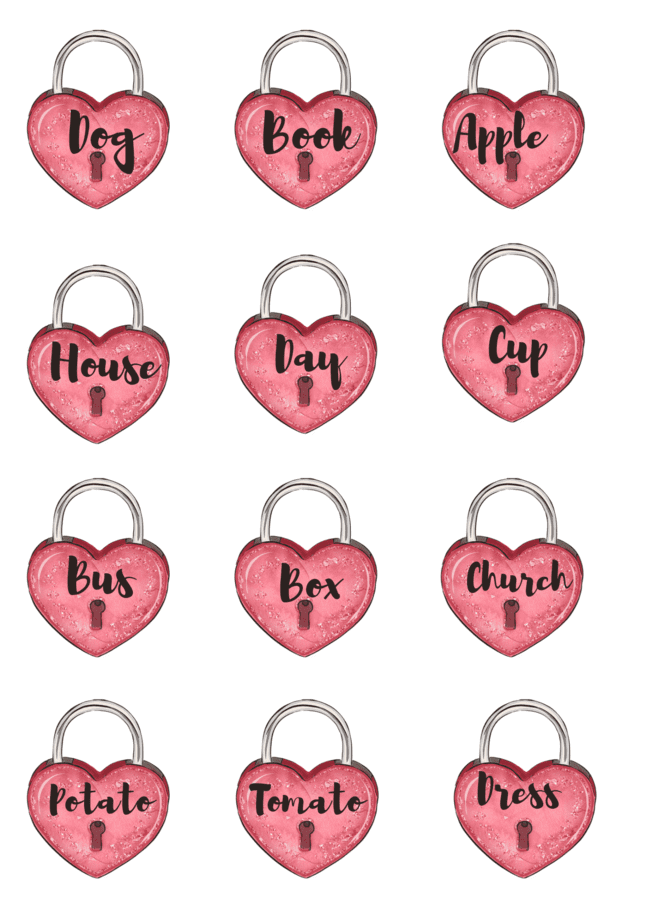 Dog
Book
Apple
House
Day
Cup
Bus
Box
Church
Potato
Tomato
Dress